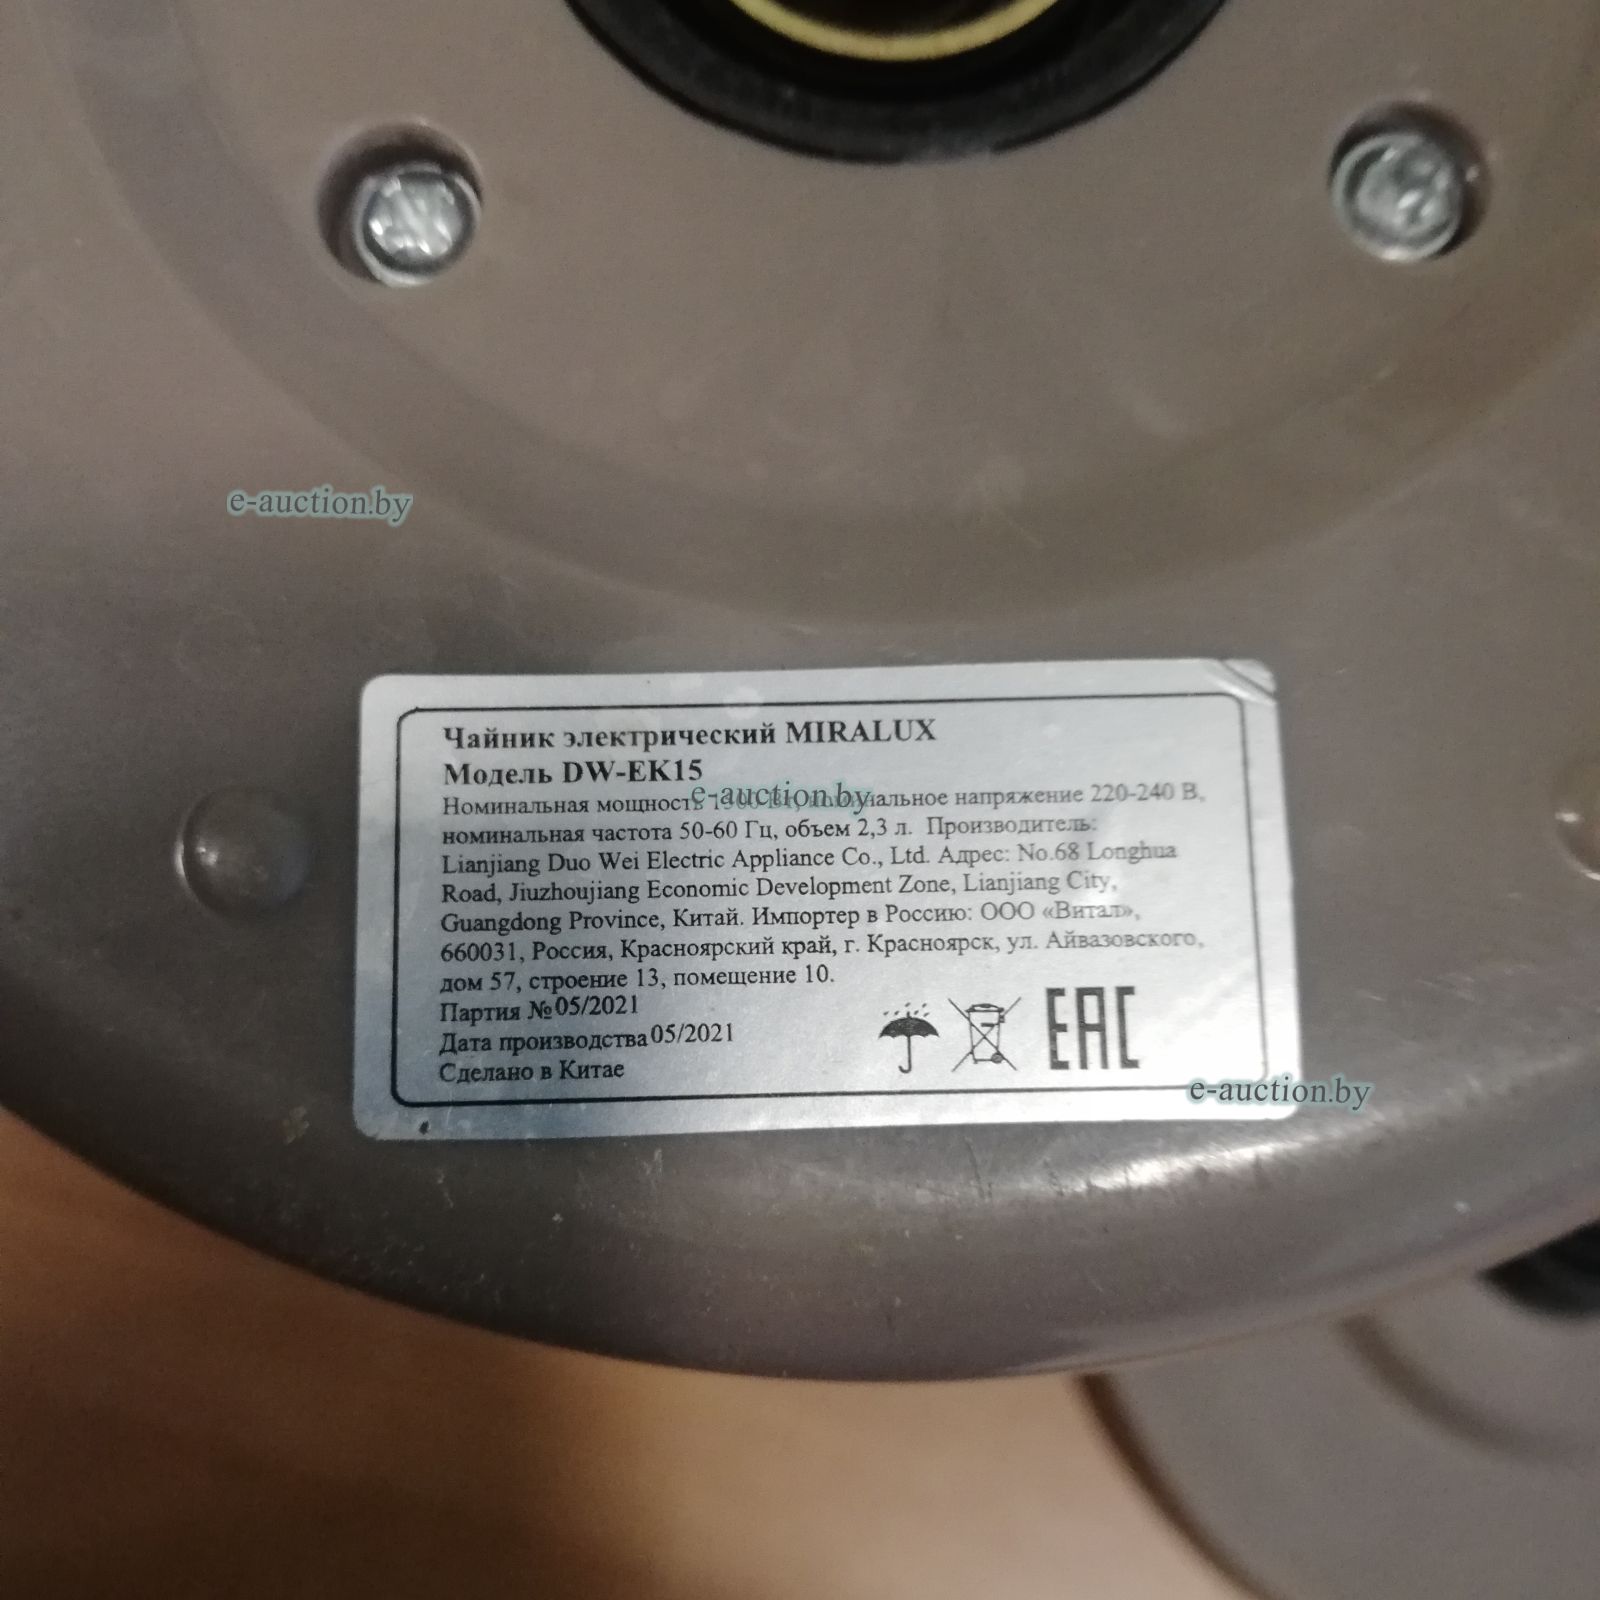 e-auction.by
Чайник электрический MIRALUX
Модель DW-EK15
e-auction.by
Номинальная мощность Вт, номинальное напряжение 220-240 В,
номинальная частота 50-60 Гц, объем 2,3 л. Производитель:
Lianjiang Duo Wei Electric Appliance Co., Ltd. Адрес: No.68 Longhua
Road, Jiuzhoujiang Economic Development Zone, Lianjiang City,
Guangdong Province, Китай. Импортер в Россию: ООО «Витал»,
660031, Россия, Красноярский край, г. Красноярск, ул. Айвазовского,
дом 57, строение 13, помещение 10.
Партия №05/2021
Дата производства 05/2021
Сделано в Китае
EAC
e-auction.by